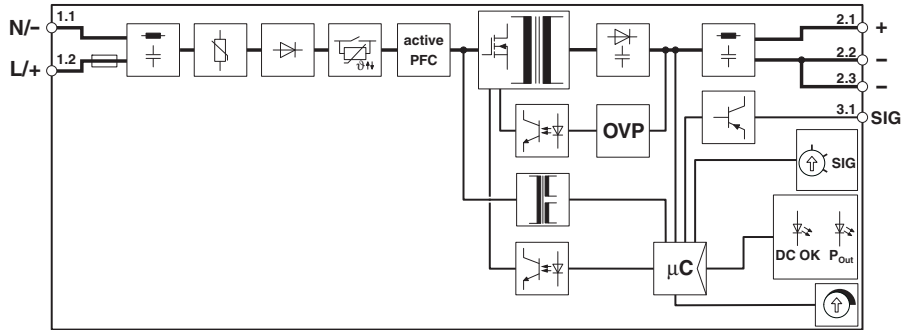 N/–
1.1
L/+
1.2
active
PFC
2.1
+
2.2
–
2.3
–
3.1
SIG
OVP
SIG
ϑ
µC
DC OK
POut